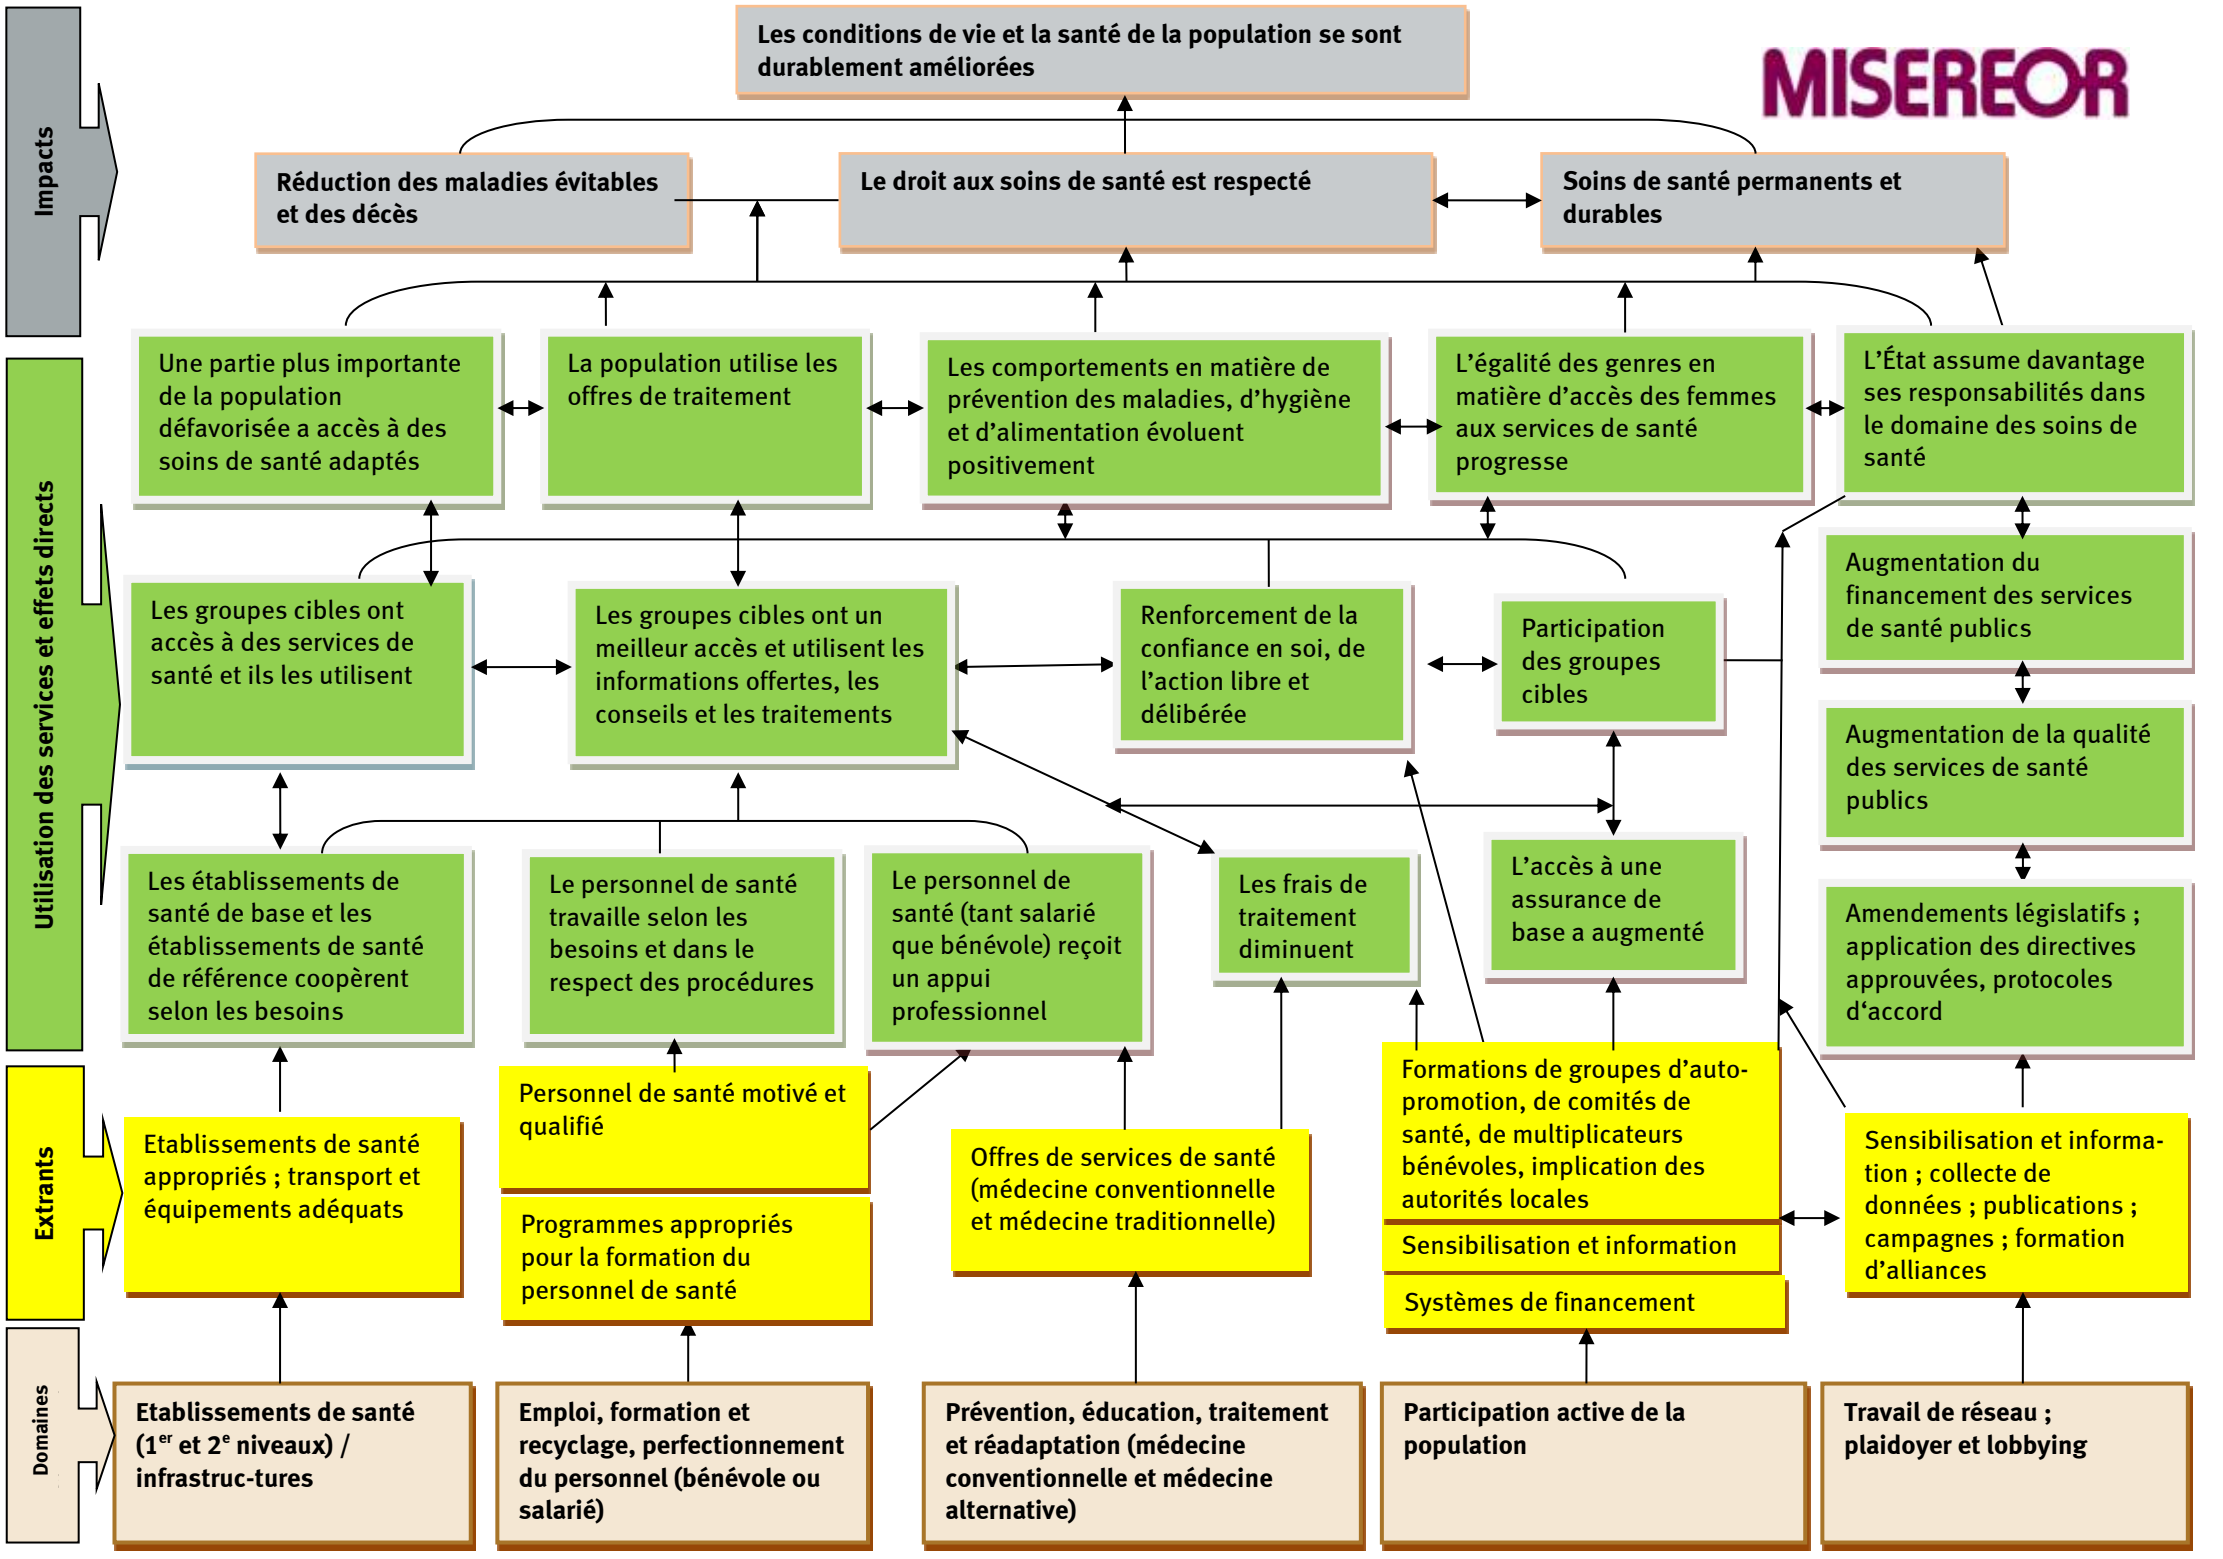 Les conditions de vie et la santé de la population se sont
durablement améliorées
MISEREOR
Impacts
Réduction des maladies évitables
et des décès
Le droit aux soins de santé est respecté
Soins de santé permanents et
durables
Utilisation des services et effets directs
Une partie plus importante
de la population
défavorisée a accès à des
soins de santé adaptés
La population utilise les
offres de traitement
Les comportements en matière de
prévention des maladies, d’hygiène
et d’alimentation évoluent
positivement
L’égalité des genres en
matière d’accès des femmes
aux services de santé
progresse
L’État assume davantage
ses responsabilités dans
le domaine des soins de
santé
Les groupes cibles ont
accès à des services de
santé et ils les utilisent
Les groupes cibles ont un
meilleur accès et utilisent les
informations offertes, les
conseils et les traitements
Renforcement de la
confiance en soi, de
l’action libre et
délibérée
Participation
des groupes
cibles
Augmentation du
financement des services
de santé publics
Augmentation de la qualité
des services de santé
publics
Les établissements de
santé de base et les
établissements de santé
de référence coopèrent
selon les besoins
Le personnel de santé
travaille selon les
besoins et dans le
respect des procédures
Le personnel de
santé (tant salarié
que bénévole) reçoit
un appui
professionnel
Les frais de
traitement
diminuent
L’accès à une
assurance de
base a augmenté
Amendements législatifs ;
application des directives
approuvées, protocoles
d‘accord
Extrants
Etablissements de santé
appropriés ; transport et
équipements adéquats
Personnel de santé motivé et
qualifié
Programmes appropriés
pour la formation du
personnel de santé
Offres de services de santé
(médecine conventionnelle
et médecine traditionnelle)
Formations de groupes d’auto-
promotion, de comités de
santé, de multiplicateurs
bénévoles, implication des
autorités locales
Sensibilisation et information
Systèmes de financement
Sensibilisation et informa-
tion ; collecte de
données ; publications ;
campagnes ; formation
d’alliances
Domaines
Etablissements de santé
(1er et 2e niveaux) /
infrastruc-tures
Emploi, formation et
recyclage, perfectionnement
du personnel (bénévole ou
salarié)
Prévention, éducation, traitement
et réadaptation (médecine
conventionnelle et médecine
alternative)
Participation active de la
population
Travail de réseau ;
plaidoyer et lobbying